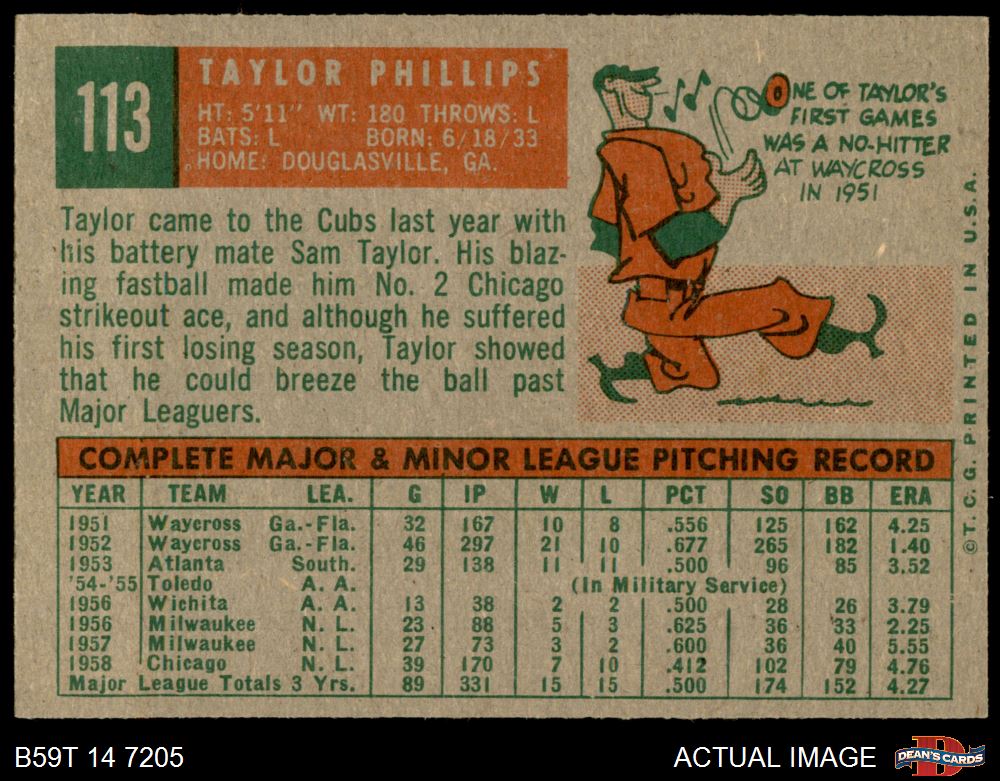 113
TAYLOR PHILLIPS
HT: 5'11" WT: 180 THROWS: L
BATS: L BORN: 6/18/33
HOME: DOUGLASVILLE, GA.
ONE OF TAYLOR'S
FIRST GAMES
WAS A NO-HITTER
AT WAYCROSS
IN 1951
Taylor came to the Cubs last year with
his battery mate Sam Taylor. His blaz-
ing fastball made him No. 2 Chicago
strikeout ace, and although he suffered
his first losing season, Taylor showed
that he could breeze the ball past
Major Leaguers.
COMPLETE MAJOR & MINOR LEAGUE PITCHING RECORD
YEAR TEAM LEA. G IP W L PCT SO BB ERA
1951 Waycross Ga.-Fla. 32 167 10 8 .556 125 162 4.25
1952 Waycross Ga.-Fla. 46 297 21 10 .677 265 182 1.40
1953 Atlanta South. 29 138 11 11 .500 96 85 3.52
'54-'55 Toledo A. A. (In Military Service)
1956 Wichita A. A. 13 38 2 2 .500 28 26 3.79
1956 Milwaukee N. L. 23 88 5 3 .625 36 33 2.25
1957 Milwaukee N. L. 27 73 3 2 .600 36 40 5.55
1958 Chicago N. L. 39 170 7 10 .412 102 79 4.76
Major League Totals 3 Yrs. 89 331 15 15 .500 174 152 4.27
© T. C. G. PRINTED IN U.S.A.
B59T 14 7205
ACTUAL IMAGE
D
DEAN'S CARDS